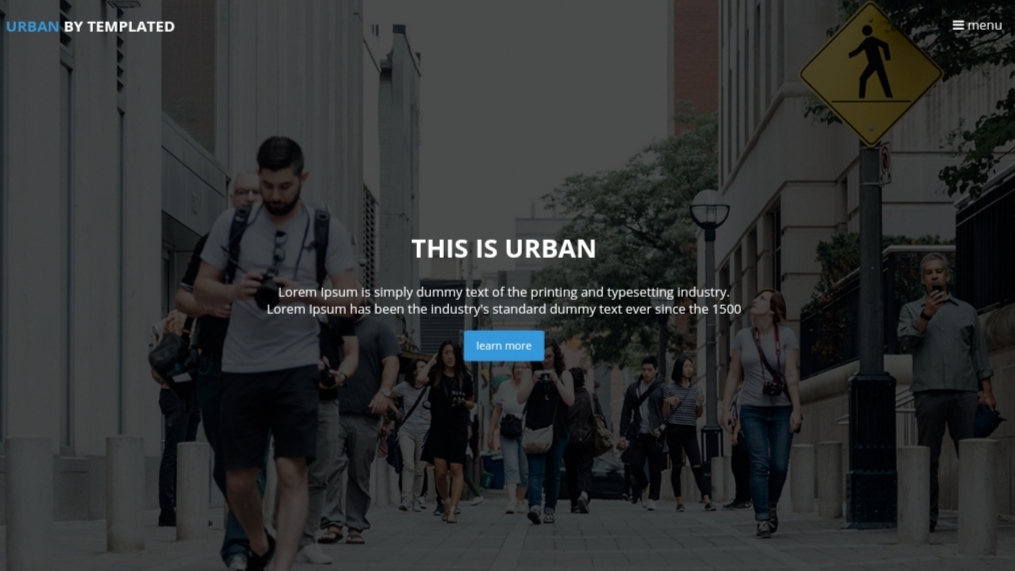 URBAN BY TEMPLATED
menu
THIS IS URBAN
Lorem Ipsum is simply dummy text of the printing and typesetting industry.
Lorem Ipsum has been the industry's standard dummy text ever since the 1500
learn more